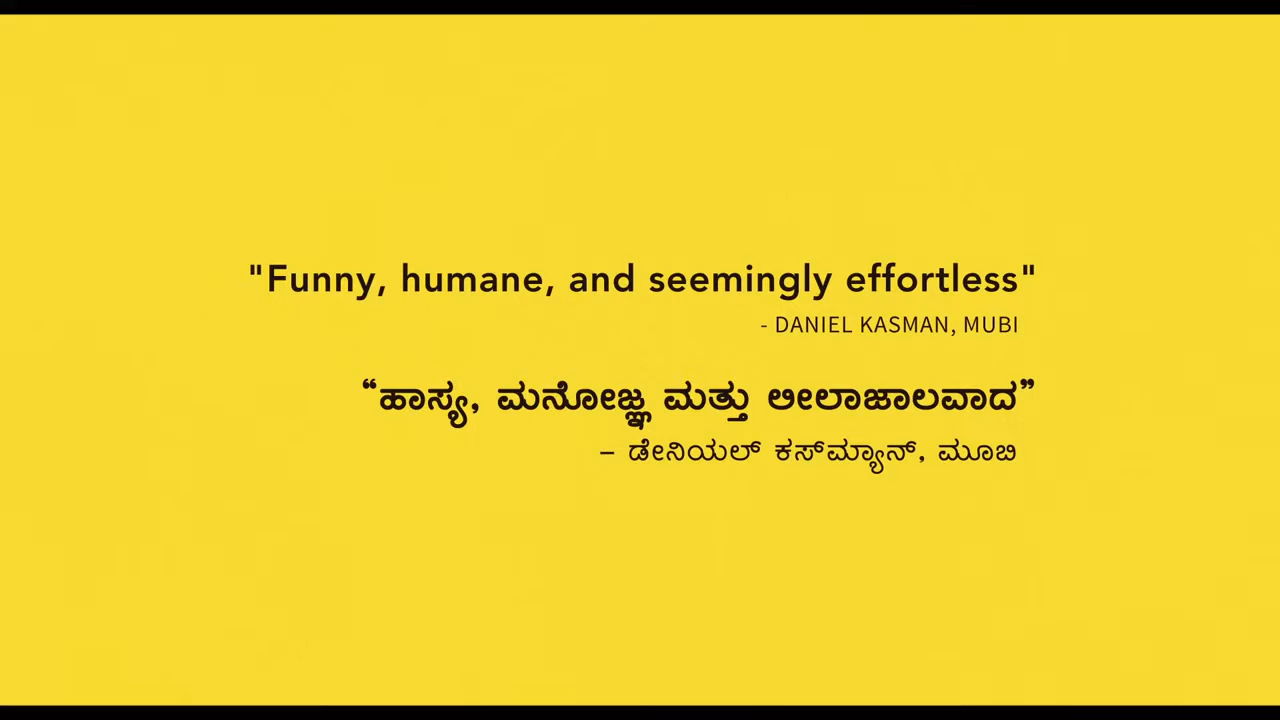 "Funny, humane, and seemingly effortless"
- DANIEL KASMAN, MUBI
“ಹಾಸ್ಯ, ಮನೋಜ್ಞ ಮತ್ತು ಲೀಲಾಜಾಲವಾದ”
– ಡೇನಿಯಲ್ ಕಸ್‌ಮ್ಯಾನ್, ಮೂಬಿ